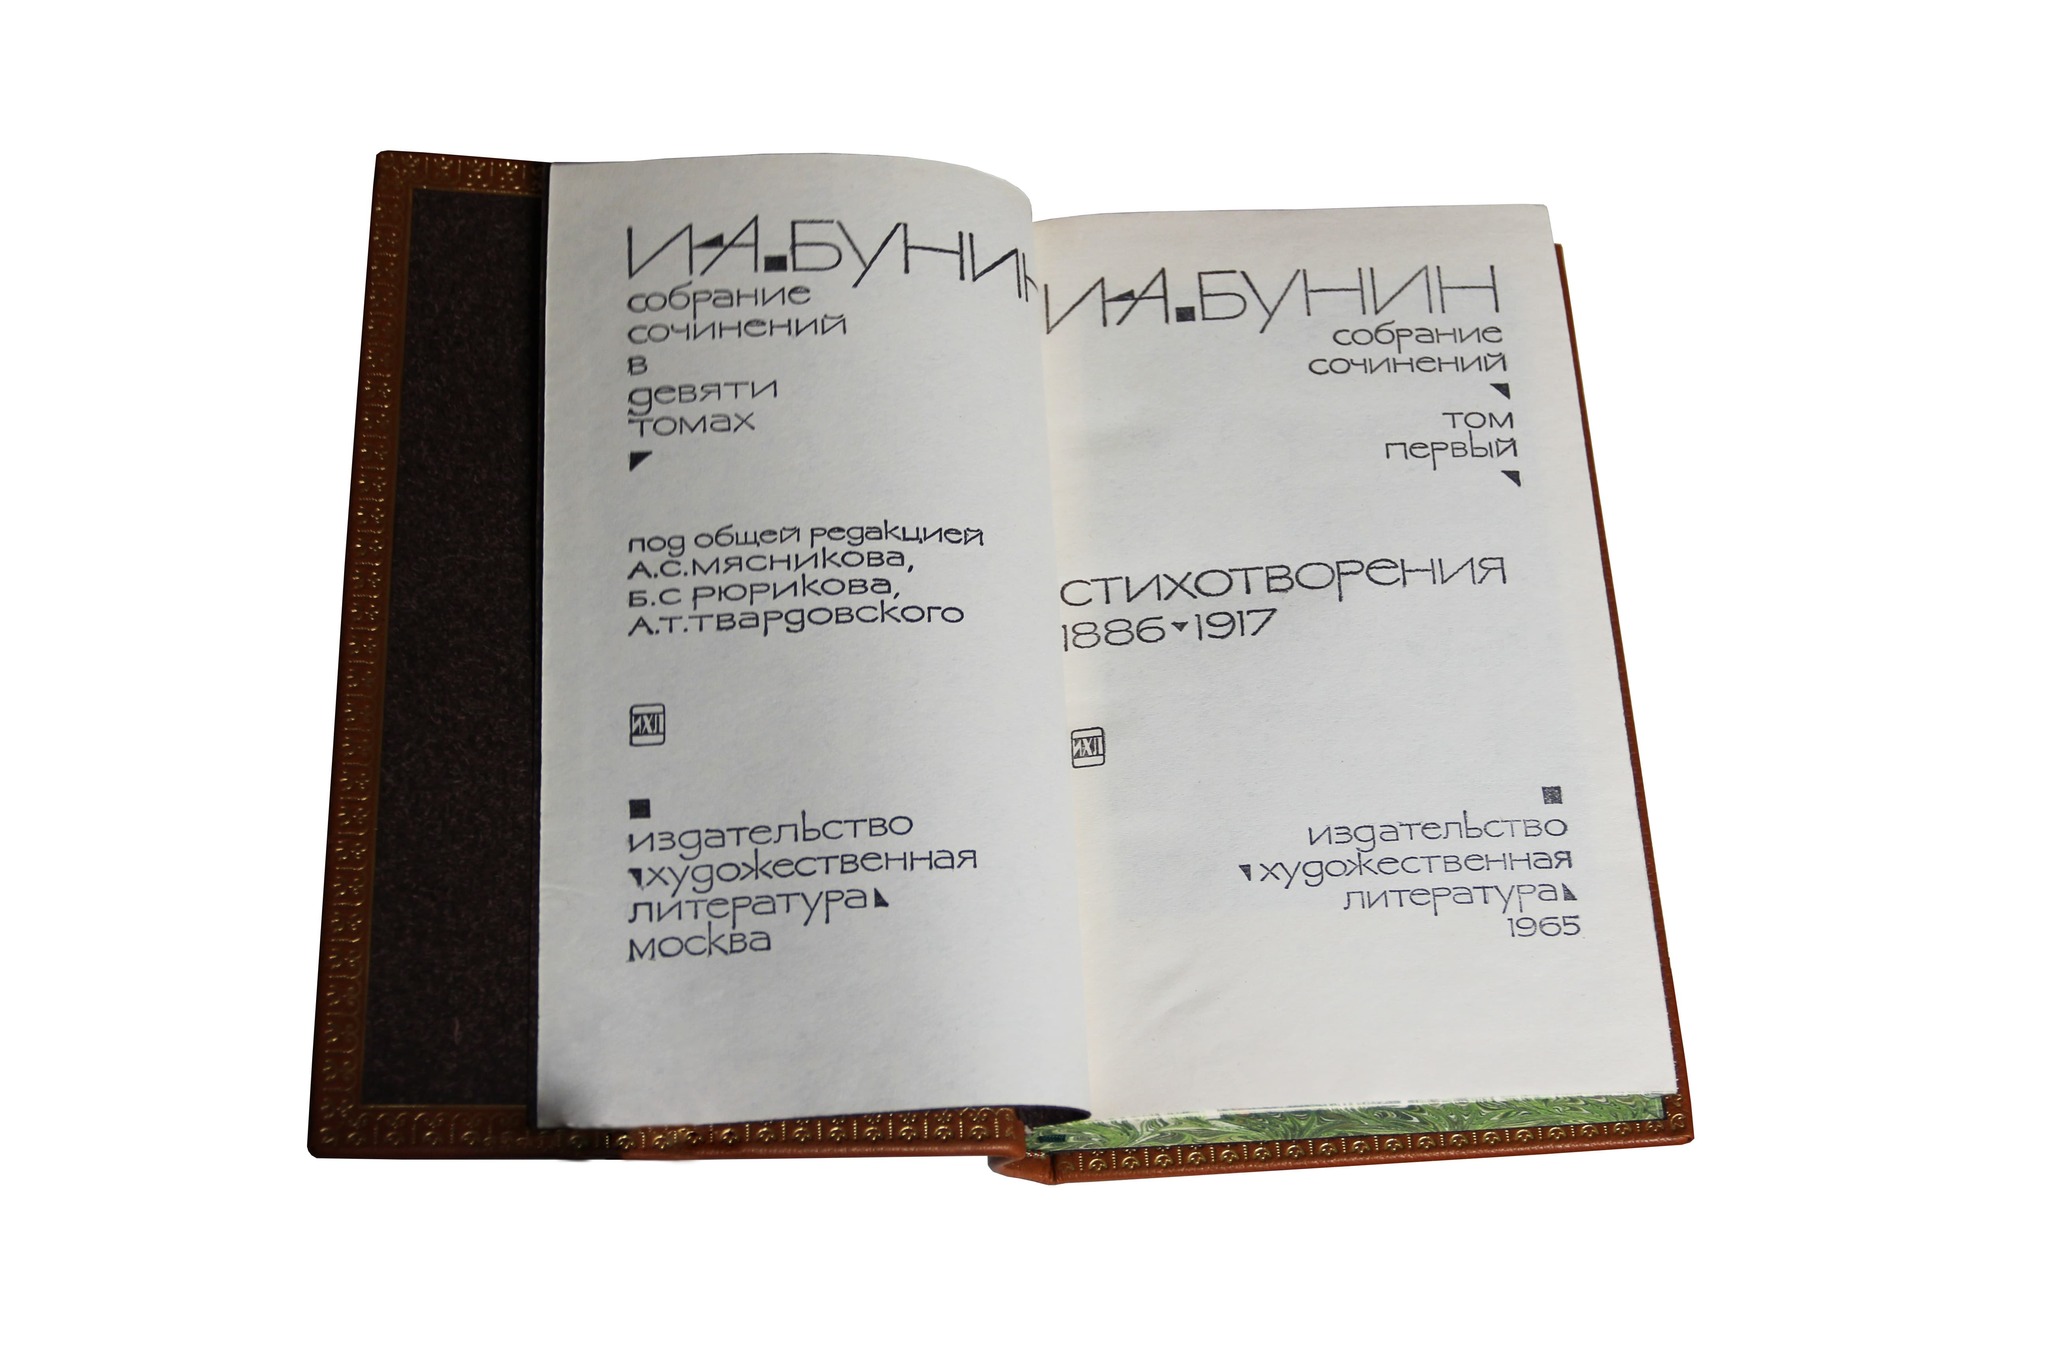 И.А.БУНИН
собрание
сочинений
в
девяти
томах
под общей редакцией
А.С.МЯСНИКОВА,
Б.С РЮРИКОВА,
А.Т.ТВАРДОВСКОГО
ИХЛ
издательство
художественная
литература
москва
И.А.БУНИН
собрание
сочинений
том
первый
СТИХОТВОРЕНИЯ
1886 1917
ИХЛ
издательство
художественная
литература
1965